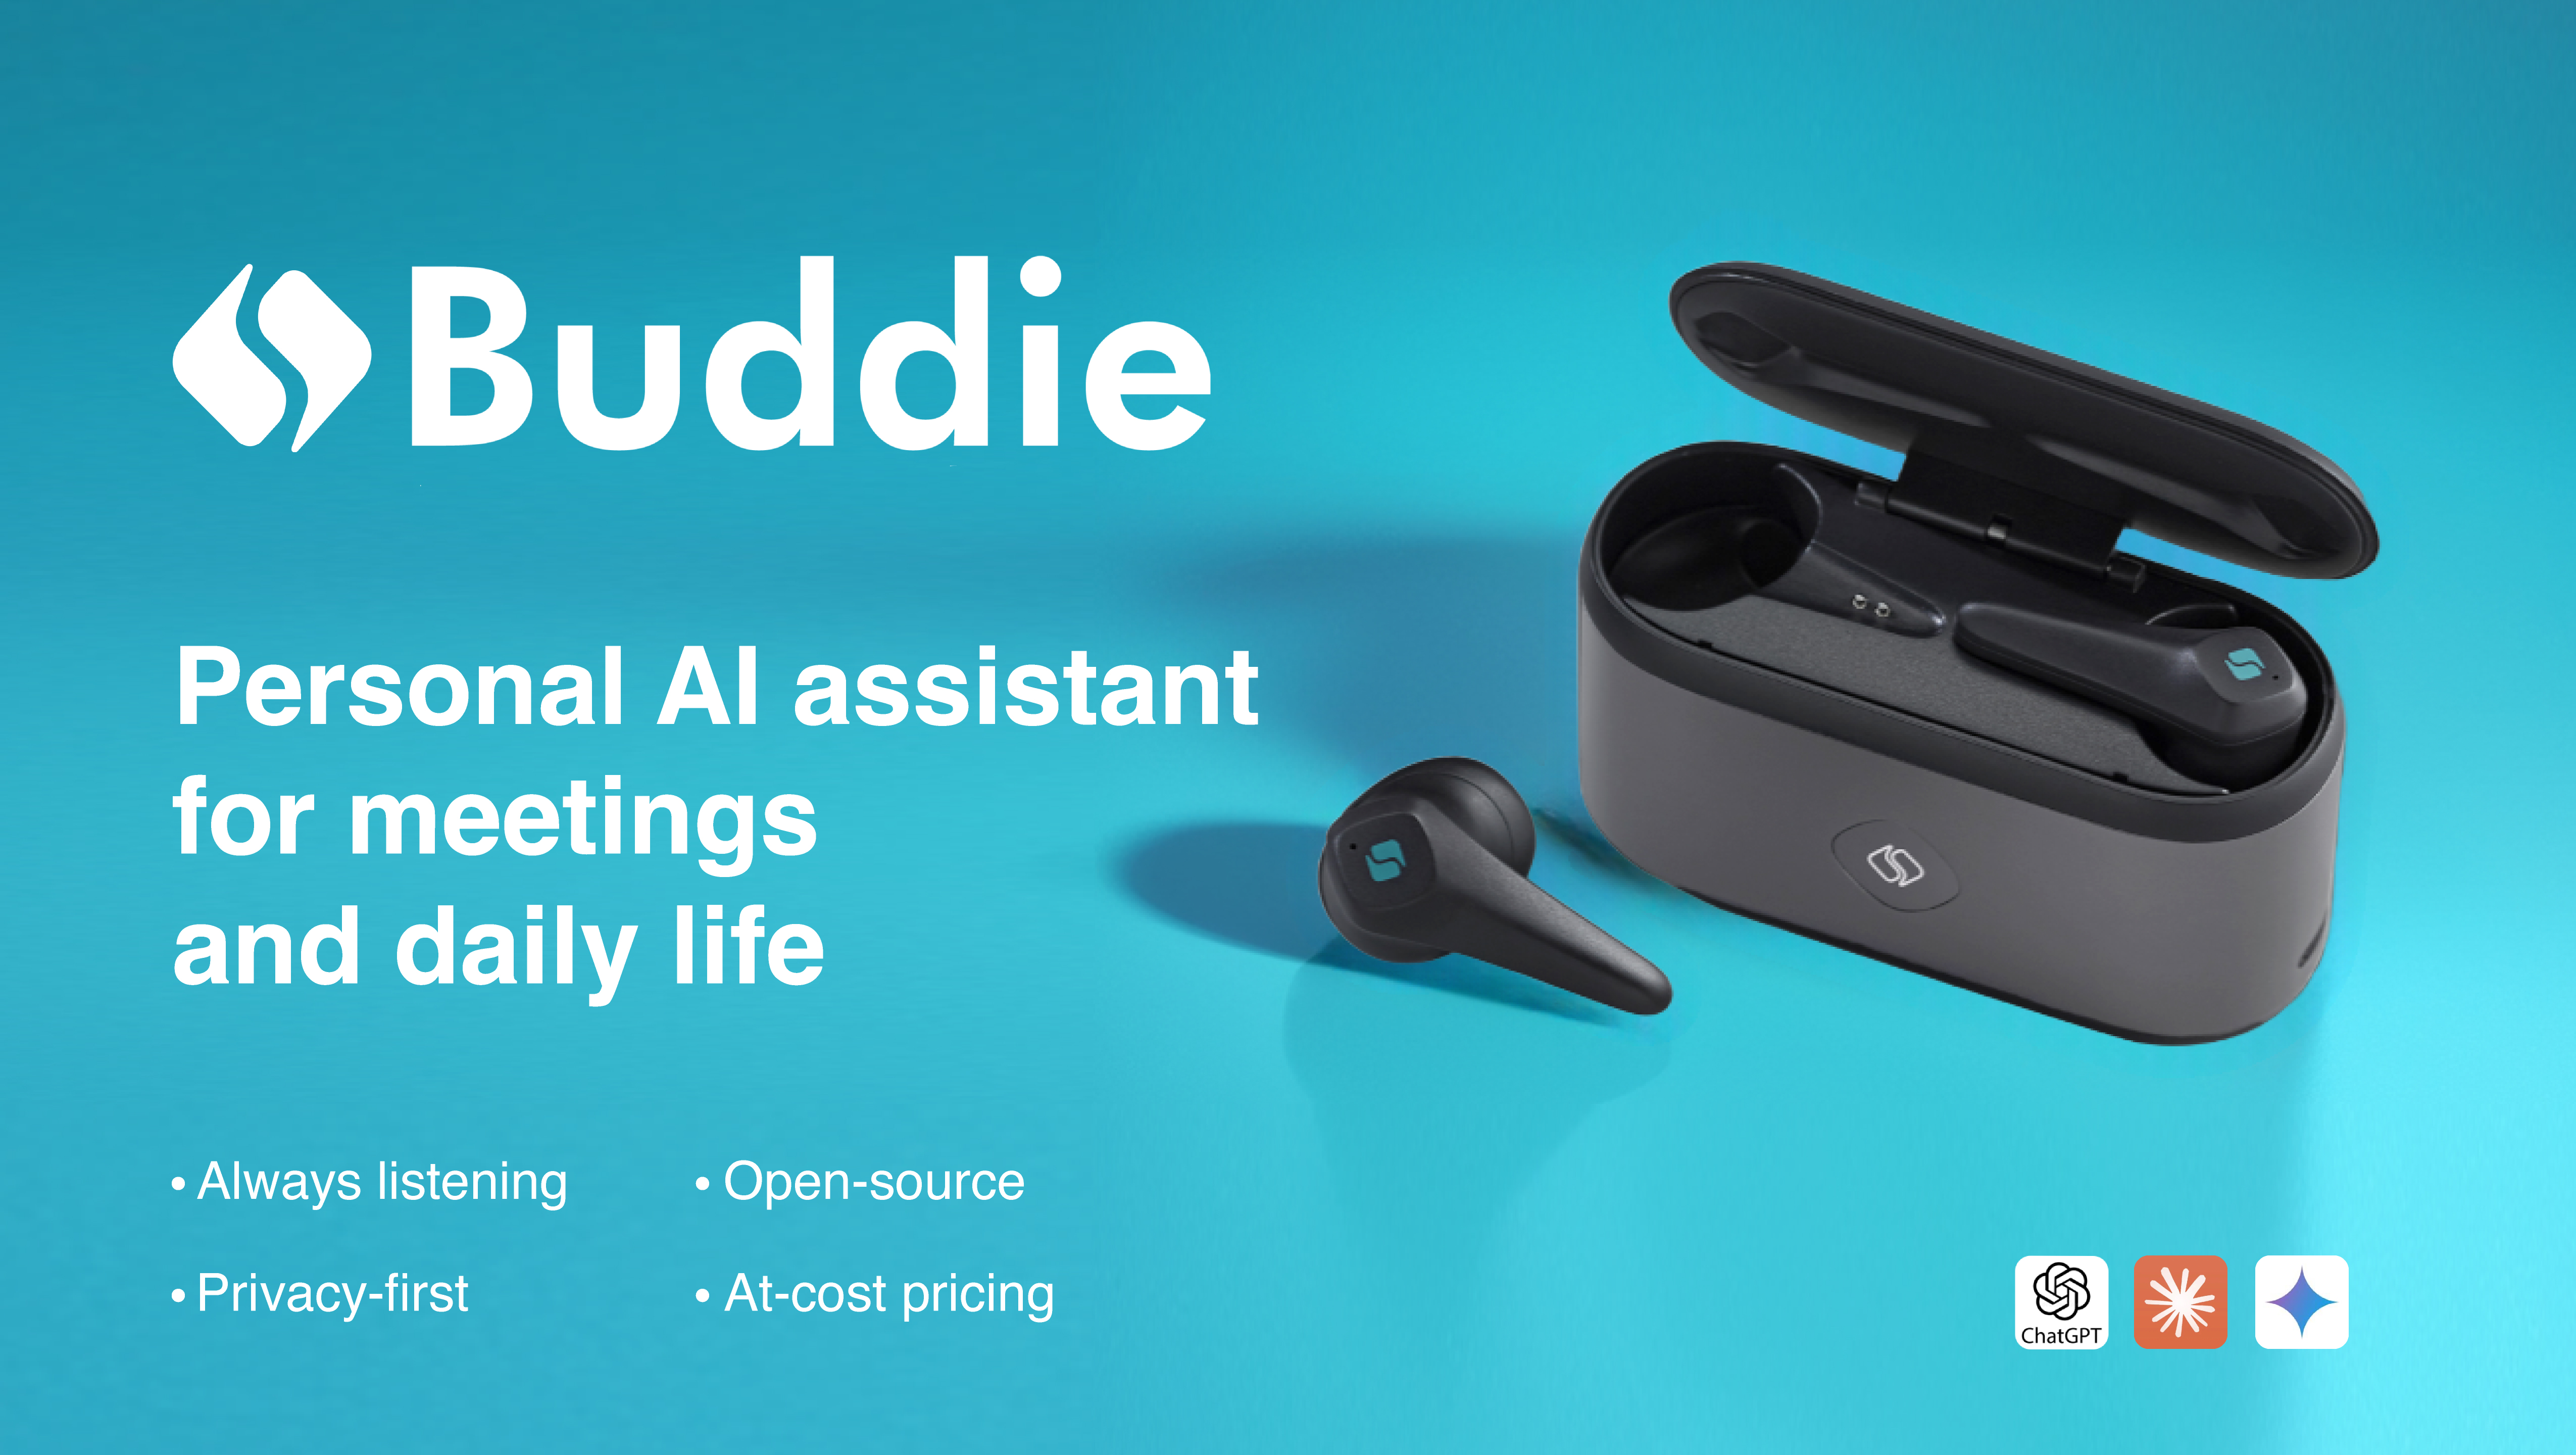 Buddie
Personal AI assistant
for meetings
and daily life
• Always listening
• Open-source
• Privacy-first
• At-cost pricing
ChatGPT